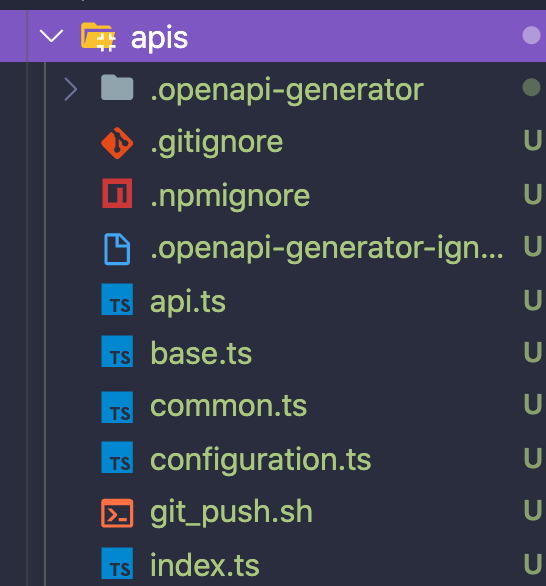 apis
.openapi-generator
U .gitignore
U .npmignore
U .openapi-generator-ign...
TS api.ts U
TS base.ts U
TS common.ts U
TS configuration.ts U
git_push.sh U
TS index.ts U